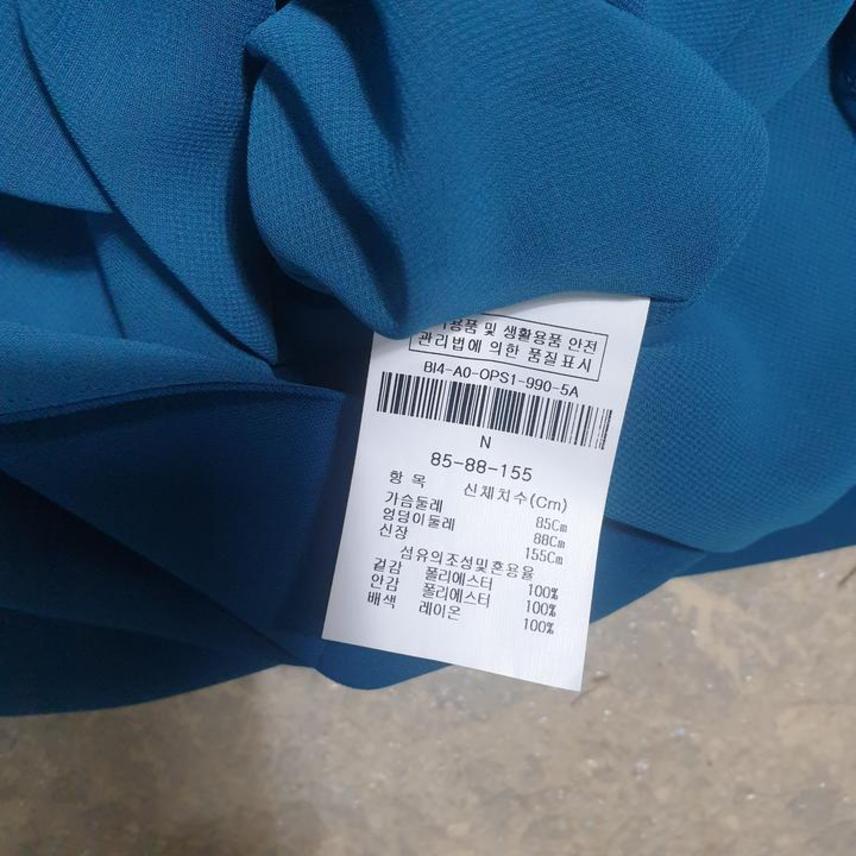 기용품 및 생활용품 안전
관리법에 의한 품질표시
BI4-A0-OPS1-990-5A
N
85-88-155
항 목 신체치수(Cm)
가슴둘레 85Cm
엉덩이둘레 88Cm
신장 155Cm
섬유의조성및혼용율
겉감 폴리에스터 100%
안감 폴리에스터 100%
배색 레이온 100%